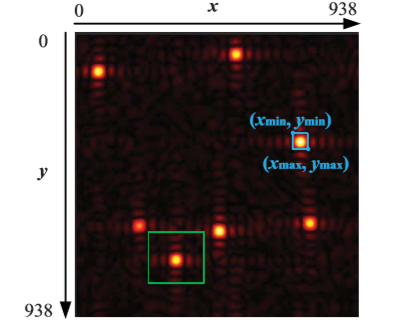 x
0 938
0
(xmin, ymin)
(xmax, ymax)
y
938